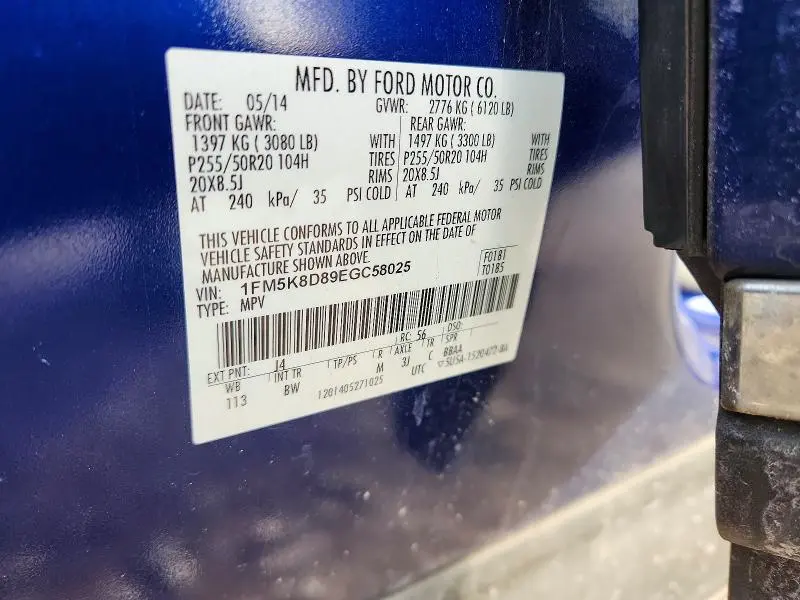 MFD. BY FORD MOTOR CO.
DATE: 05/14 GVWR: 2776 KG ( 6120 LB)
FRONT GAWR: REAR GAWR:
1397 KG ( 3080 LB) WITH 1497 KG ( 3300 LB) WITH
P255/50R20 104H TIRES P255/50R20 104H TIRES
20X8.5J RIMS 20X8.5J RIMS
AT 240 kPa/ 35 PSI COLD AT 240 kPa/ 35 PSI COLD
THIS VEHICLE CONFORMS TO ALL APPLICABLE FEDERAL MOTOR
VEHICLE SAFETY STANDARDS IN EFFECT ON THE DATE OF
MANUFACTURE SHOWN ABOVE.
VIN: 1FM5K8D89EGC58025 F0181
TYPE: MPV T0185
EXT PNT: J4 RC: 56 DSO:
WB INT TR TP/PS R AXLE TR SPR
113 BW M 3J C BBAA
1201405271025 UTC